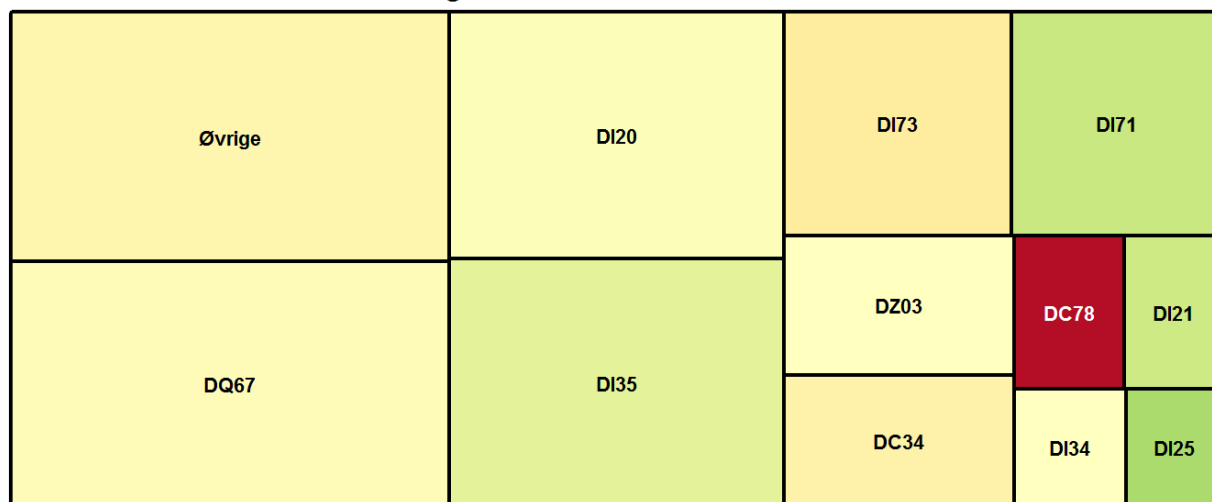 Øvrige
DI20
DI73
DI71
DZ03
DC78
DI21
DQ67
DI35
DC34
DI34
DI25